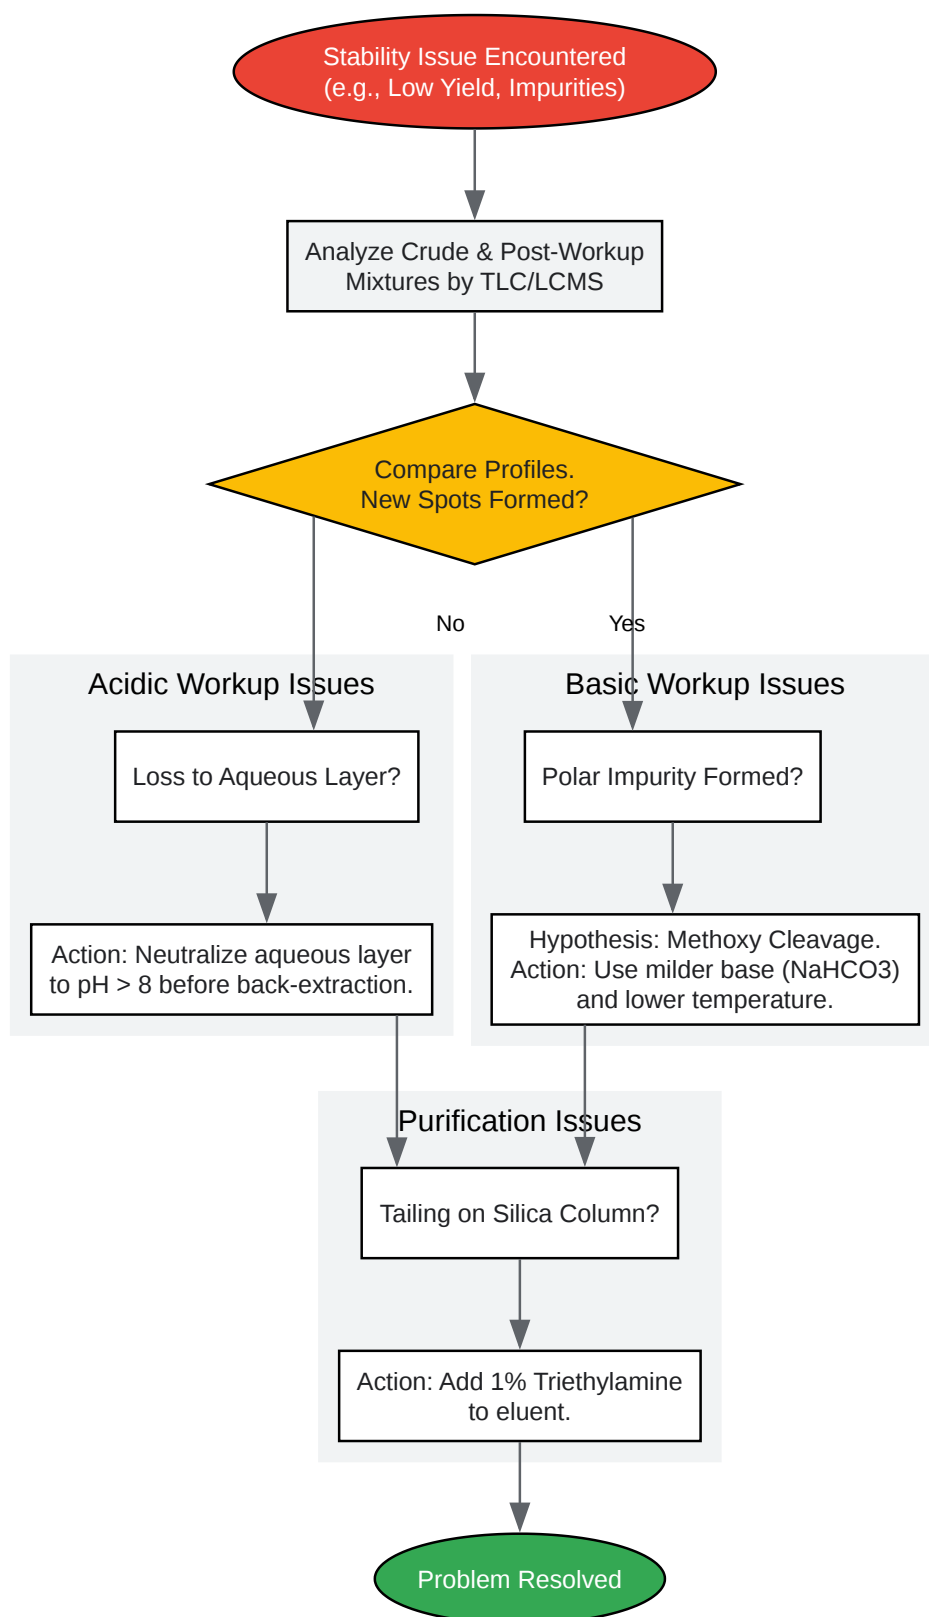 Stability Issue Encountered
(e.g., Low Yield, Impurities)
Analyze Crude & Post-Workup
Mixtures by TLC/LCMS
Compare Profiles.
New Spots Formed?
No
Yes
Acidic Workup Issues
Loss to Aqueous Layer?
Action: Neutralize aqueous layer
to pH > 8 before back-extraction.
Basic Workup Issues
Polar Impurity Formed?
Hypothesis: Methoxy Cleavage.
Action: Use milder base (NaHCO3)
and lower temperature.
Purification Issues
Tailing on Silica Column?
Action: Add 1% Triethylamine
to eluent.
Problem Resolved